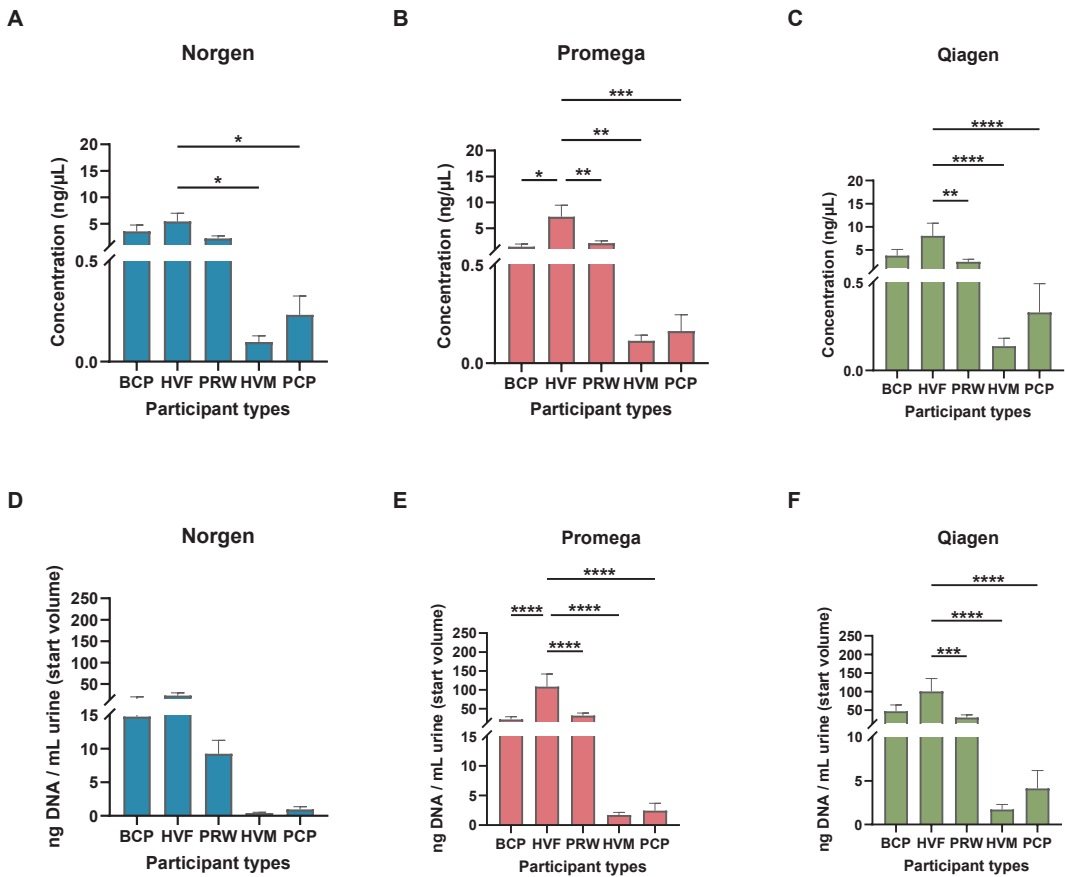 A
Norgen
Concentration (ng/µL)
20
15
10
5
0.5
0.0
*
*
BCP HVF PRW HVM PCP
Participant types
B
Promega
Concentration (ng/µL)
20
15
10
5
0.5
0.0
***
**
* **
BCP HVF PRW HVM PCP
Participant types
C
Qiagen
Concentration (ng/µL)
20
15
10
5
0.5
0.0
****
****
**
BCP HVF PRW HVM PCP
Participant types
D
Norgen
ng DNA / mL urine (start volume)
250
200
150
100
50
15
10
5
0
BCP HVF PRW HVM PCP
Participant types
E
Promega
ng DNA / mL urine (start volume)
250
200
150
100
50
15
10
5
0
****
**** ****
****
BCP HVF PRW HVM PCP
Participant types
F
Qiagen
ng DNA / mL urine (start volume)
250
200
150
100
50
10
5
0
****
****
***
BCP HVF PRW HVM PCP
Participant types